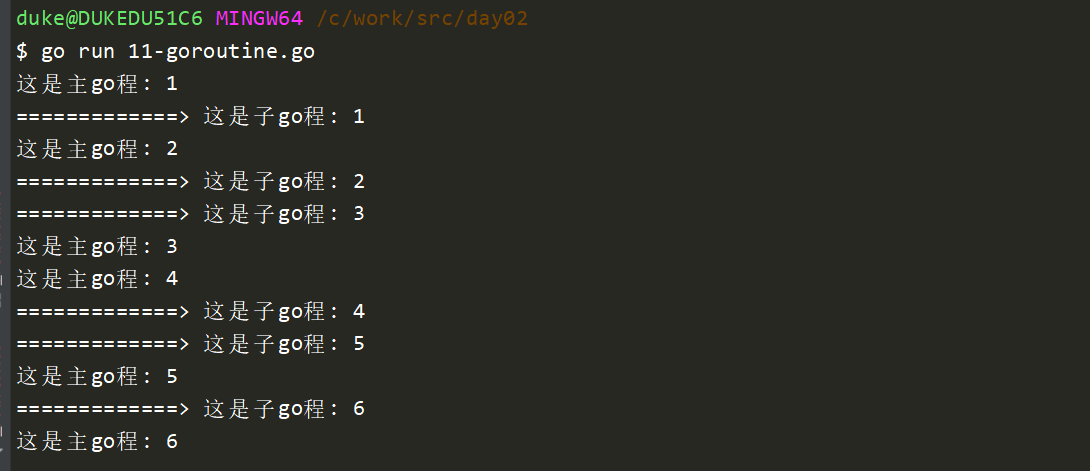 duke@DUKEDU51C6 MINGW64 /c/work/src/day02
$ go run 11-goroutine.go
这是主go程: 1
=============> 这是子go程: 1
这是主go程: 2
=============> 这是子go程: 2
=============> 这是子go程: 3
这是主go程: 3
这是主go程: 4
=============> 这是子go程: 4
=============> 这是子go程: 5
这是主go程: 5
=============> 这是子go程: 6
这是主go程: 6